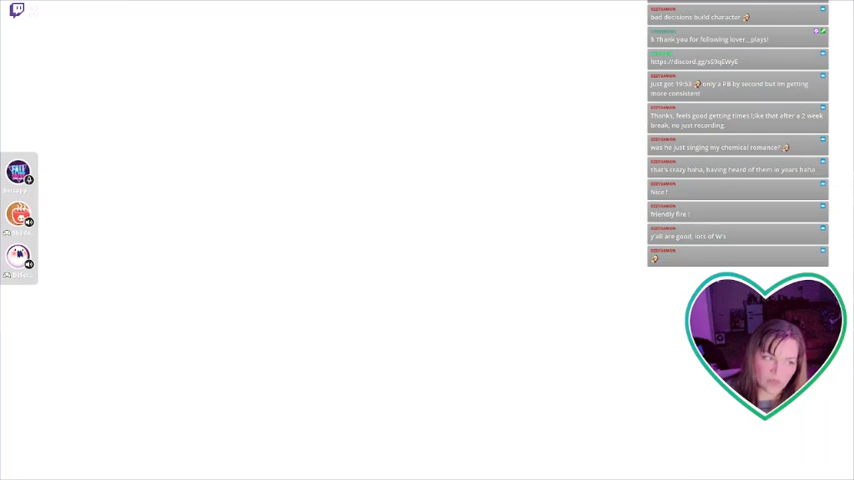 bad decisions build character
Thank you for following lover__plays!
https://discord.gg/sS9qEWyE
Just got 19:53 only a PB by second but im getting
more consistent
Thanks, feels good getting times like that after a 2 week
break, no just recording.
was he just singing my chemical romance?
that's crazy haha, having heard of them in years haha
Nice !
friendly fire !
y'all are good, lots of W's